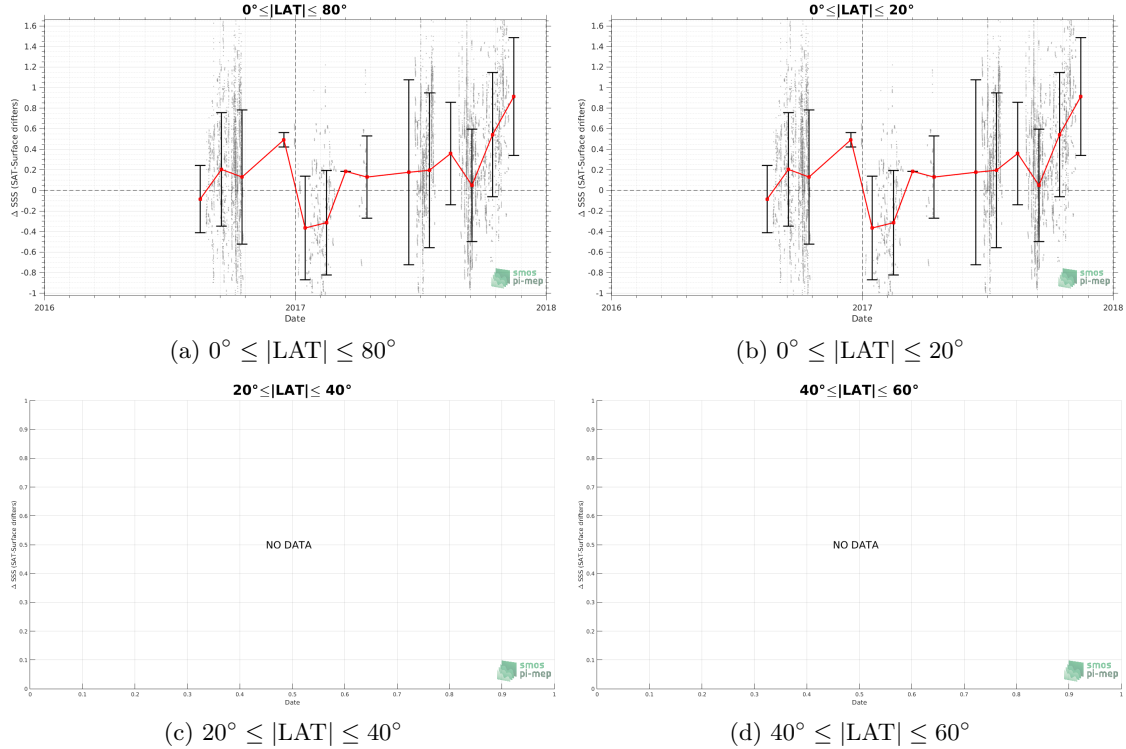 0°≤|LAT|≤ 80°
Δ SSS (SAT-Surface drifters)
1.6
1.4
1.2
1
0.8
0.6
0.4
0.2
0
-0.2
-0.4
-0.6
-0.8
-1
2016
2017
2018
Date
smos
pi-mep
(a) 0° ≤ |LAT| ≤ 80°
0°≤|LAT|≤ 20°
Δ SSS (SAT-Surface drifters)
1.6
1.4
1.2
1
0.8
0.6
0.4
0.2
0
-0.2
-0.4
-0.6
-0.8
-1
2016
2017
2018
Date
smos
pi-mep
(b) 0° ≤ |LAT| ≤ 20°
20°≤|LAT|≤ 40°
Δ SSS (SAT-Surface drifters)
1
0.9
0.8
0.7
0.6
0.5
0.4
0.3
0.2
0.1
0
NO DATA
0 0.1 0.2 0.3 0.4 0.5 0.6 0.7 0.8 0.9 1
Date
smos
pi-mep
(c) 20° ≤ |LAT| ≤ 40°
40°≤|LAT|≤ 60°
Δ SSS (SAT-Surface drifters)
1
0.9
0.8
0.7
0.6
0.5
0.4
0.3
0.2
0.1
0
NO DATA
0 0.1 0.2 0.3 0.4 0.5 0.6 0.7 0.8 0.9 1
Date
smos
pi-mep
(d) 40° ≤ |LAT| ≤ 60°